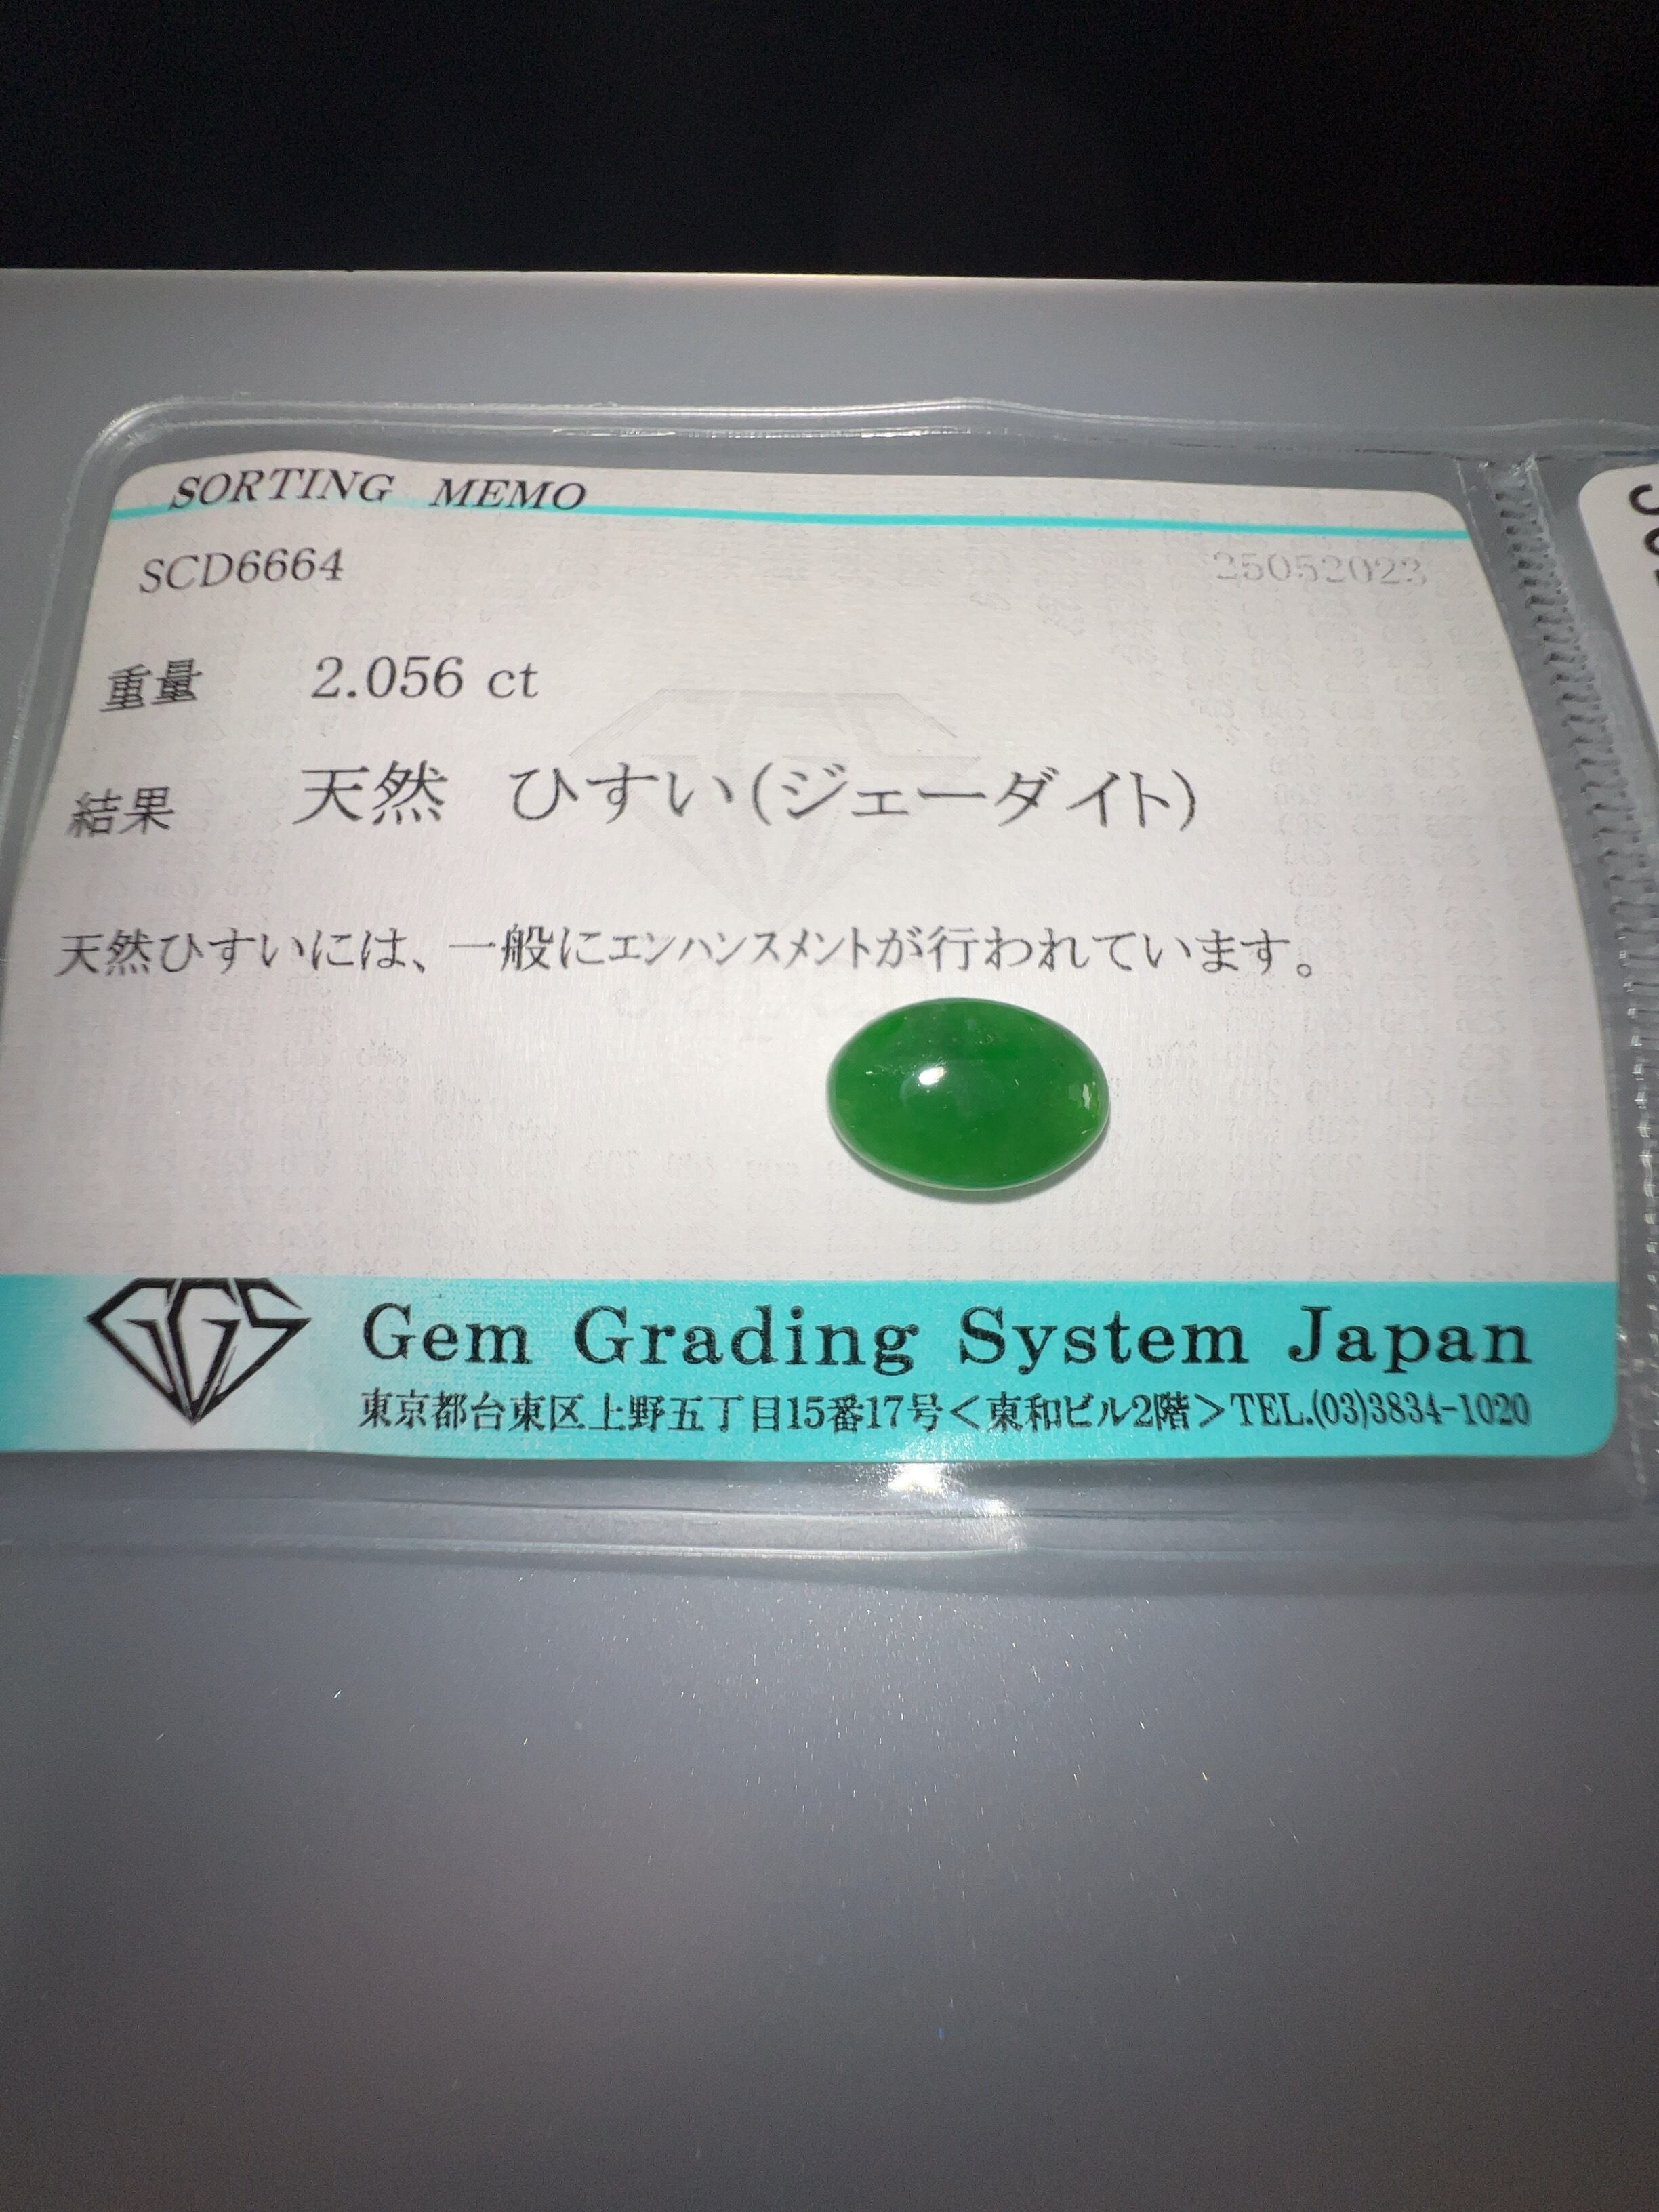 SORTING MEMO
SCD6664 25052023
重量 2.056 ct
結果 天然 ひすい(ジェーダイト)
天然ひすいには、一般にエンハンスメントが行われています。
GGS Gem Grading System Japan
東京都台東区上野五丁目15番17号<東和ビル2階>TEL.(03)3834-1020